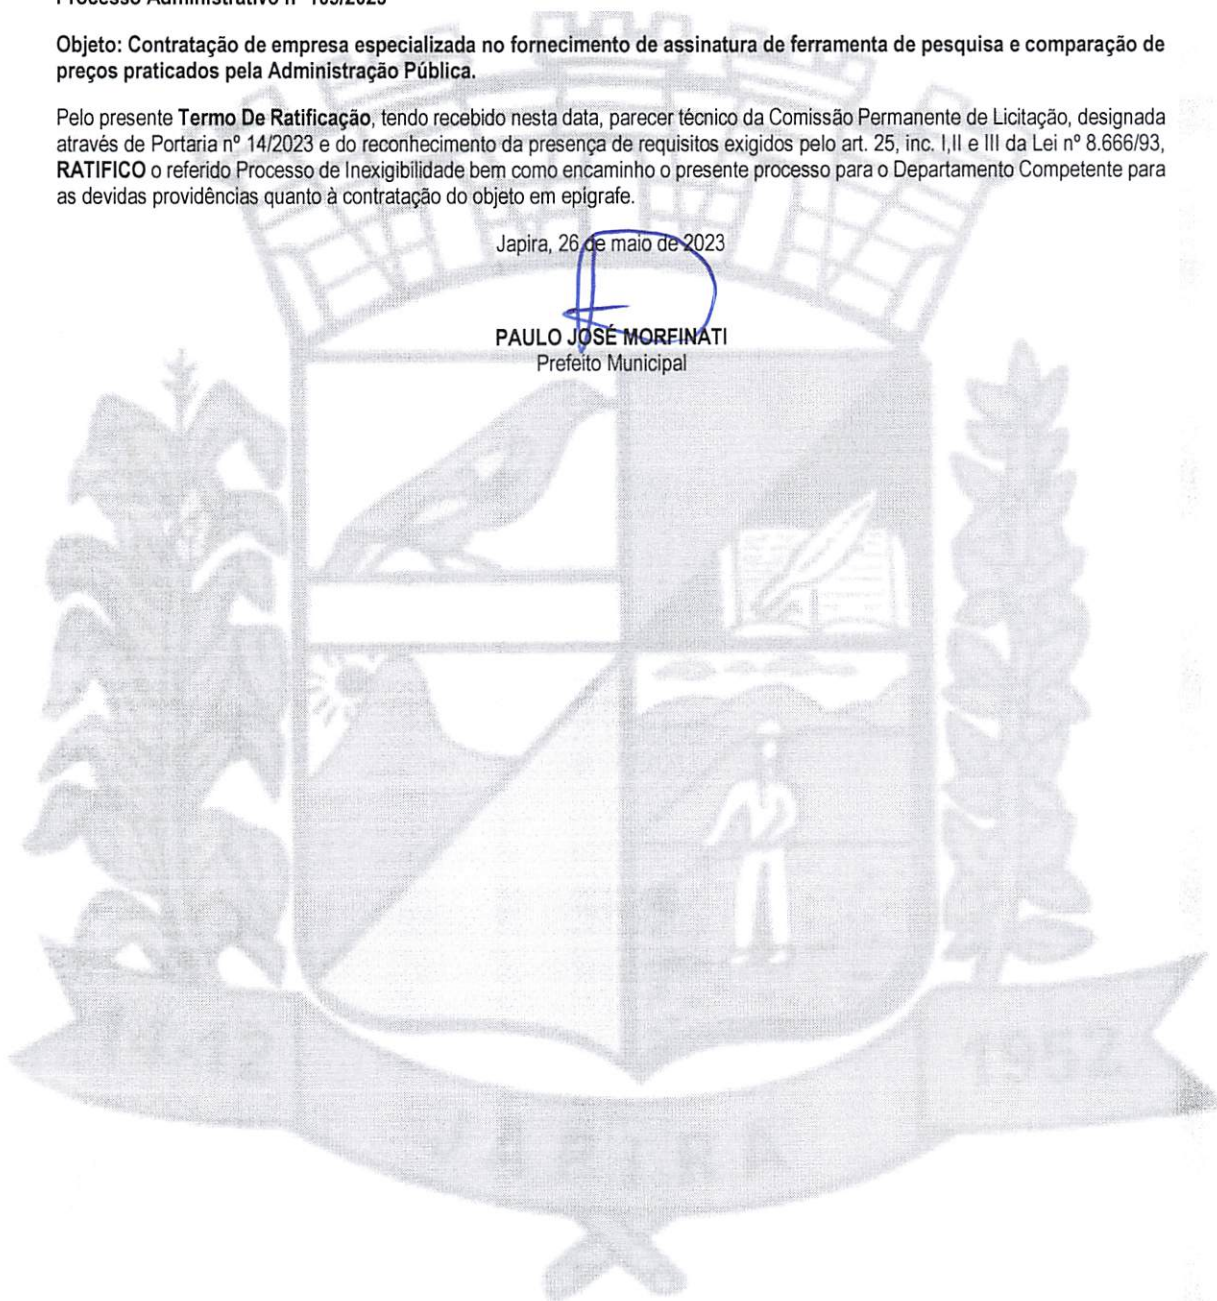 Objeto: Contratação de empresa especializada no fornecimento de assinatura de ferramenta de pesquisa e comparação de
preços praticados pela Administração Pública.
Pelo presente Termo De Ratificação, tendo recebido nesta data, parecer técnico da Comissão Permanente de Licitação, designada
através de Portaria nº 14/2023 e do reconhecimento da presença de requisitos exigidos pelo art. 25, inc. I,II e III da Lei nº 8.666/93,
RATIFICO o referido Processo de Inexigibilidade bem como encaminho o presente processo para o Departamento Competente para
as devidas providências quanto à contratação do objeto em epígrafe.
Japira, 26 de maio de 2023
PAULO JOSÉ MORFINATI
Prefeito Municipal
14-12
1952
JAPIRA